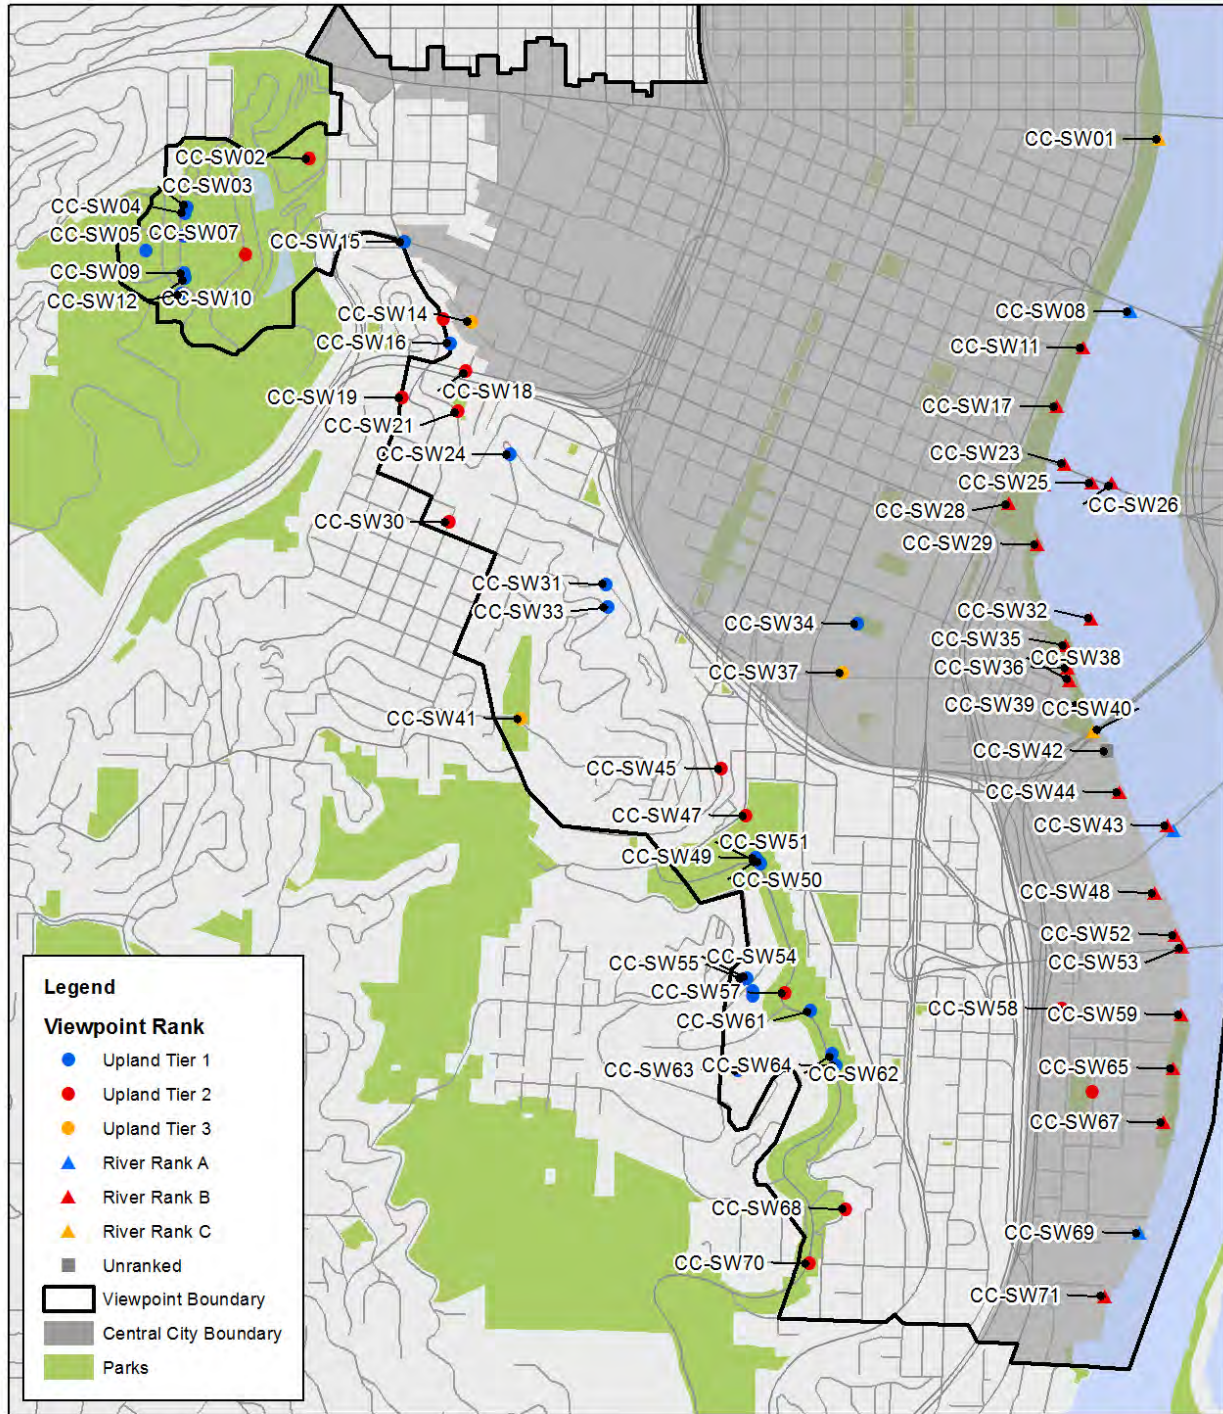 CC-SW01
CC-SW02
CC-SW03
CC-SW04
CC-SW05
CC-SW07
CC-SW15
CC-SW09
CC-SW12
CC-SW10
CC-SW14
CC-SW08
CC-SW16
CC-SW11
CC-SW18
CC-SW19
CC-SW17
CC-SW21
CC-SW24
CC-SW23
CC-SW25
CC-SW26
CC-SW28
CC-SW30
CC-SW29
CC-SW31
CC-SW33
CC-SW32
CC-SW34
CC-SW35
CC-SW38
CC-SW36
CC-SW37
CC-SW39
CC-SW40
CC-SW41
CC-SW42
CC-SW45
CC-SW44
CC-SW47
CC-SW43
CC-SW51
CC-SW49
CC-SW50
CC-SW48
CC-SW52
CC-SW54
CC-SW55
CC-SW53
CC-SW57
CC-SW58
CC-SW59
CC-SW61
CC-SW63
CC-SW64
CC-SW62
CC-SW65
CC-SW67
CC-SW68
CC-SW69
CC-SW70
CC-SW71
Legend
Viewpoint Rank
Upland Tier 1
Upland Tier 2
Upland Tier 3
River Rank A
River Rank B
River Rank C
Unranked
Viewpoint Boundary
Central City Boundary
Parks